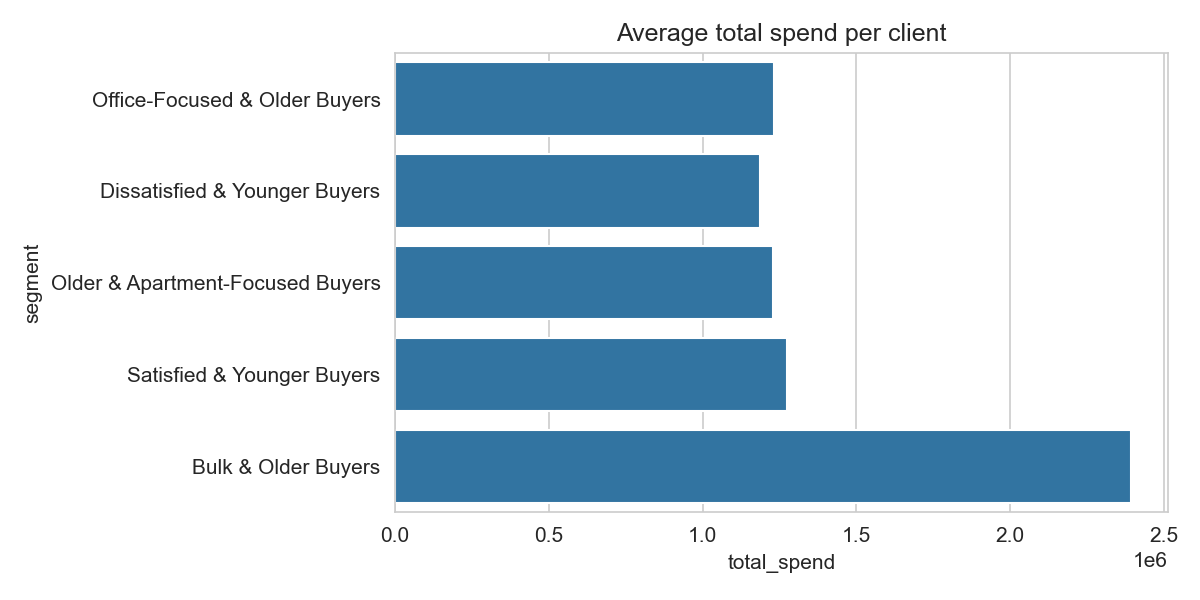 Average total spend per client
Office-Focused & Older Buyers
Dissatisfied & Younger Buyers
Older & Apartment-Focused Buyers
Satisfied & Younger Buyers
Bulk & Older Buyers
segment
0.0 0.5 1.0 1.5 2.0 2.5
1e6
total_spend